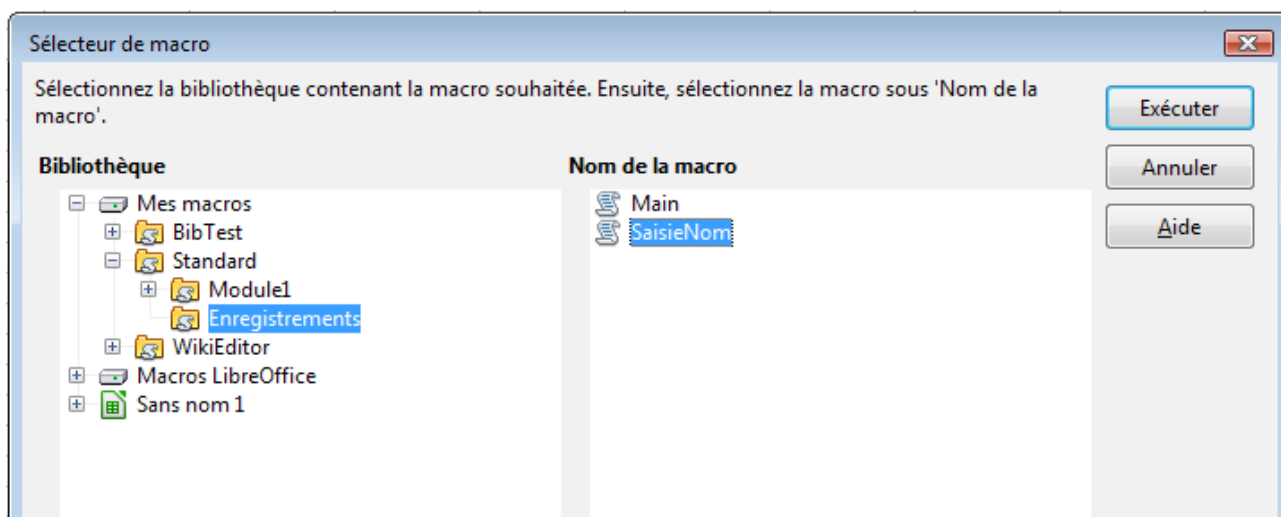 Sélecteur de macro
Sélectionnez la bibliothèque contenant la macro souhaitée. Ensuite, sélectionnez la macro sous 'Nom de la
macro'.
Exécuter
Annuler
Aide
Bibliothèque
Mes macros
BibTest
Standard
Module1
Enregistrements
WikiEditor
Macros LibreOffice
Sans nom 1
Nom de la macro
Main
SaisieNom